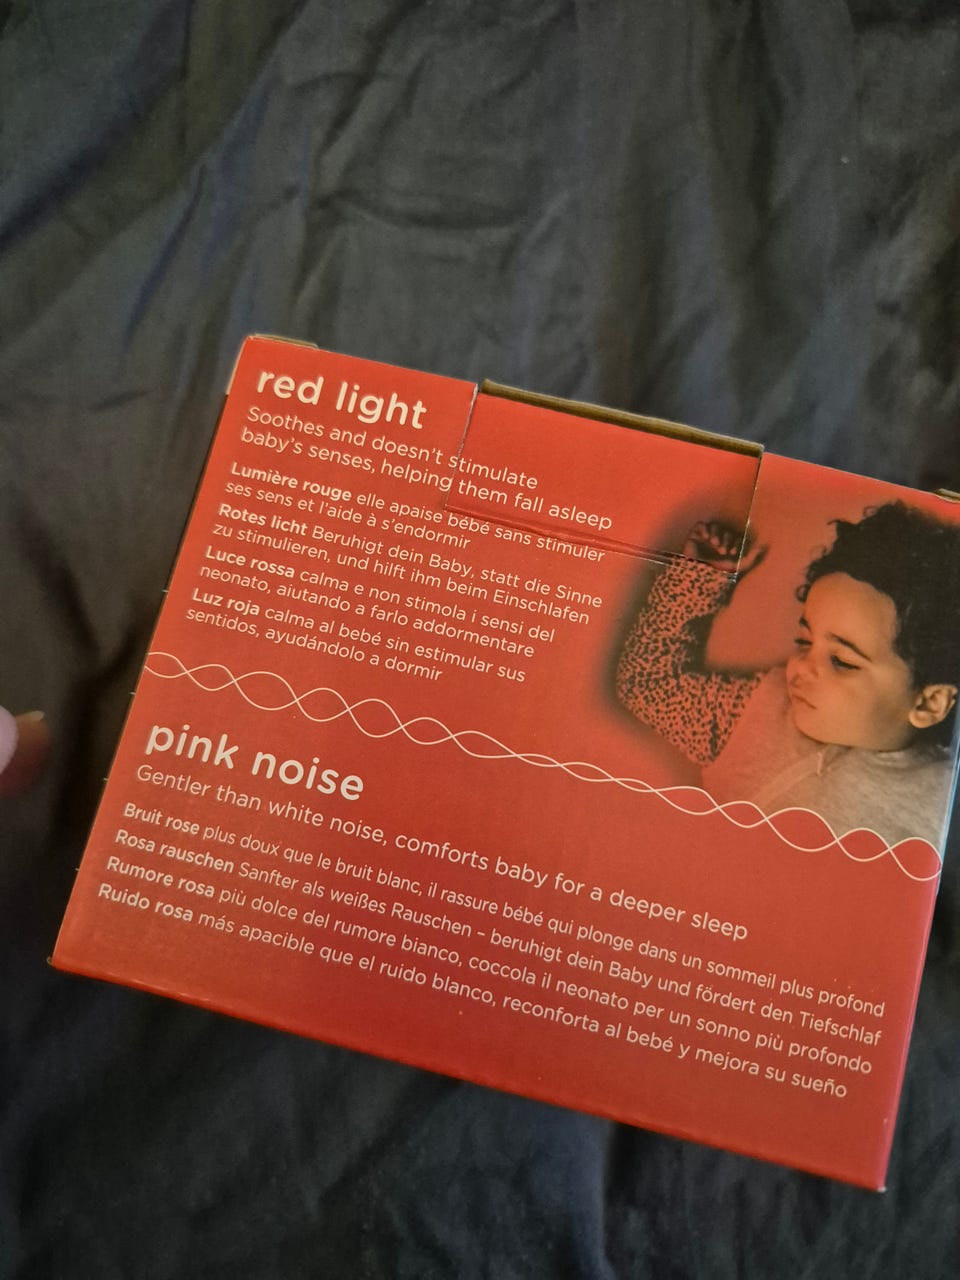 red light
Soothes and doesn't stimulate
baby's senses, helping them fall asleep
Lumière rouge elle apaise bébé sans stimuler
ses sens et l'aide à s'endormir
Rotes licht Beruhigt dein Baby, statt die Sinne
zu stimulieren, und hilft ihm beim Einschlafen
Luce rossa calma e non stimola i sensi del
neonato, aiutando a farlo addormentare
Luz roja calma al bebé sin estimular sus
sentidos, ayudándolo a dormir
pink noise
Gentler than white noise, comforts baby for a deeper sleep
Bruit rose plus doux que le bruit blanc, il rassure bébé qui plonge dans un sommeil plus profond
Rosa rauschen Sanfter als weißes Rauschen – beruhigt dein Baby und fördert den Tiefschlaf
Rumore rosa più dolce del rumore bianco, coccola il neonato per un sonno più profondo
Ruido rosa más apacible que el ruido blanco, reconforta al bebé y mejora su sueño